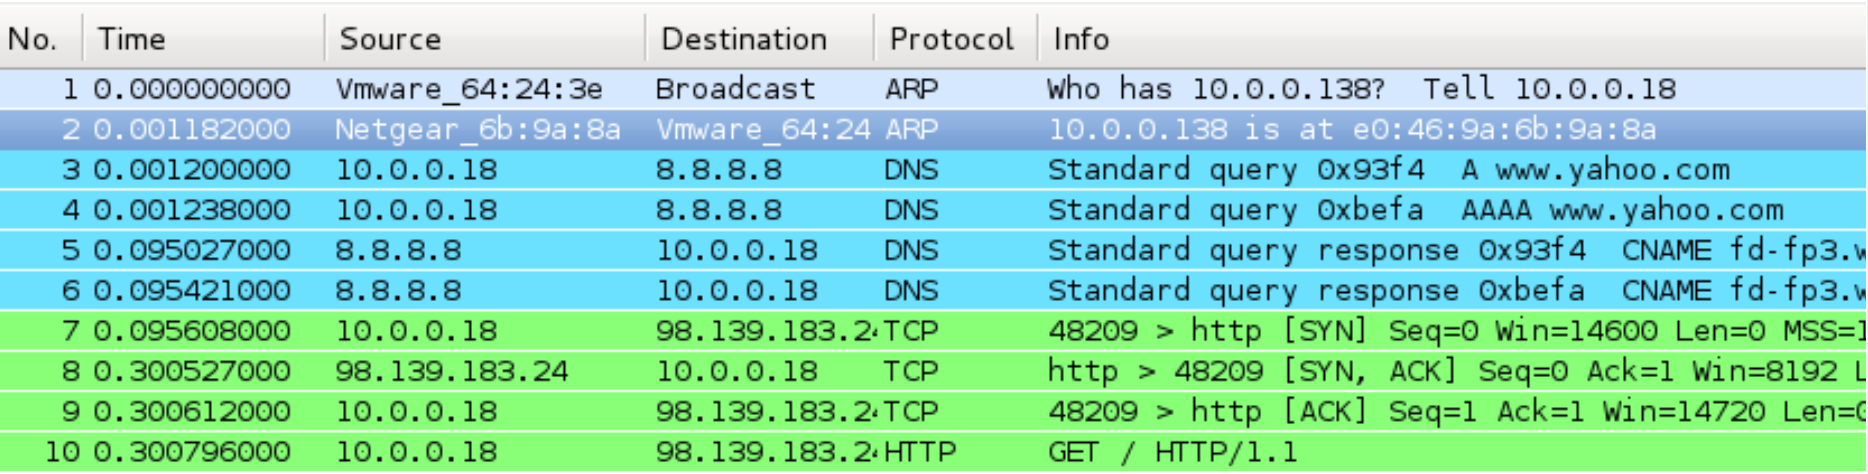 No. Time Source Destination Protocol Info
1 0.000000000 Vmware_64:24:3e Broadcast ARP Who has 10.0.0.138? Tell 10.0.0.18
2 0.001182000 Netgear_6b:9a:8a Vmware_64:24 ARP 10.0.0.138 is at e0:46:9a:6b:9a:8a
3 0.001200000 10.0.0.18 8.8.8.8 DNS Standard query 0x93f4 A www.yahoo.com
4 0.001238000 10.0.0.18 8.8.8.8 DNS Standard query 0xbefa AAAA www.yahoo.com
5 0.095027000 8.8.8.8 10.0.0.18 DNS Standard query response 0x93f4 CNAME fd-fp3.w
6 0.095421000 8.8.8.8 10.0.0.18 DNS Standard query response 0xbefa CNAME fd-fp3.w
7 0.095608000 10.0.0.18 98.139.183.2 TCP 48209 > http [SYN] Seq=0 Win=14600 Len=0 MSS=1
8 0.300527000 98.139.183.24 10.0.0.18 TCP http > 48209 [SYN, ACK] Seq=0 Ack=1 Win=8192 L
9 0.300612000 10.0.0.18 98.139.183.2 TCP 48209 > http [ACK] Seq=1 Ack=1 Win=14720 Len=0
10 0.300796000 10.0.0.18 98.139.183.2 HTTP GET / HTTP/1.1